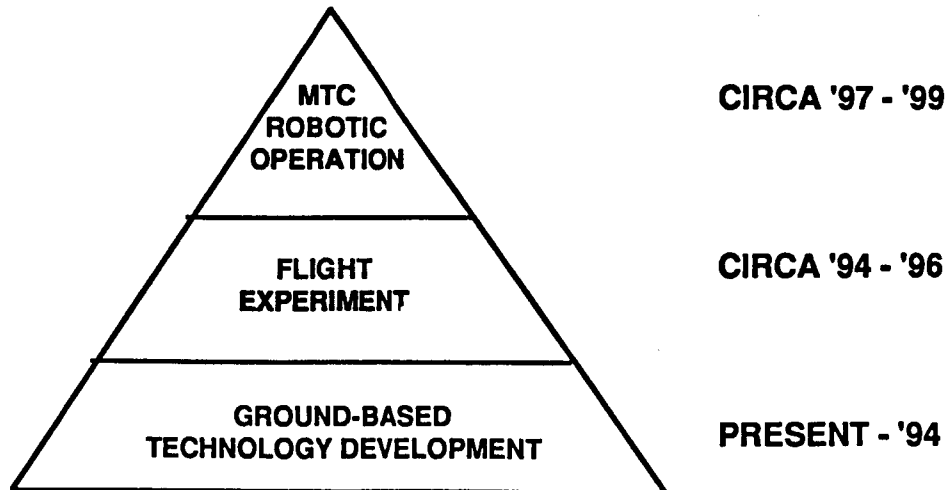 MTC
ROBOTIC
OPERATION
CIRCA '97 - '99
FLIGHT
EXPERIMENT
CIRCA '94 - '96
GROUND-BASED
TECHNOLOGY DEVELOPMENT
PRESENT - '94